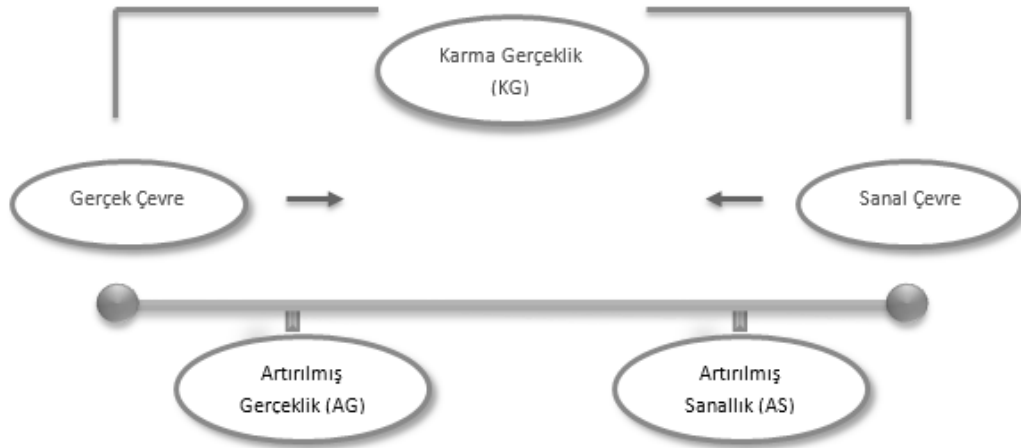 Karma Gerçeklik
(KG)
Gerçek Çevre
Sanal Çevre
Artırılmış
Gerçeklik (AG)
Artırılmış
Sanallık (AS)